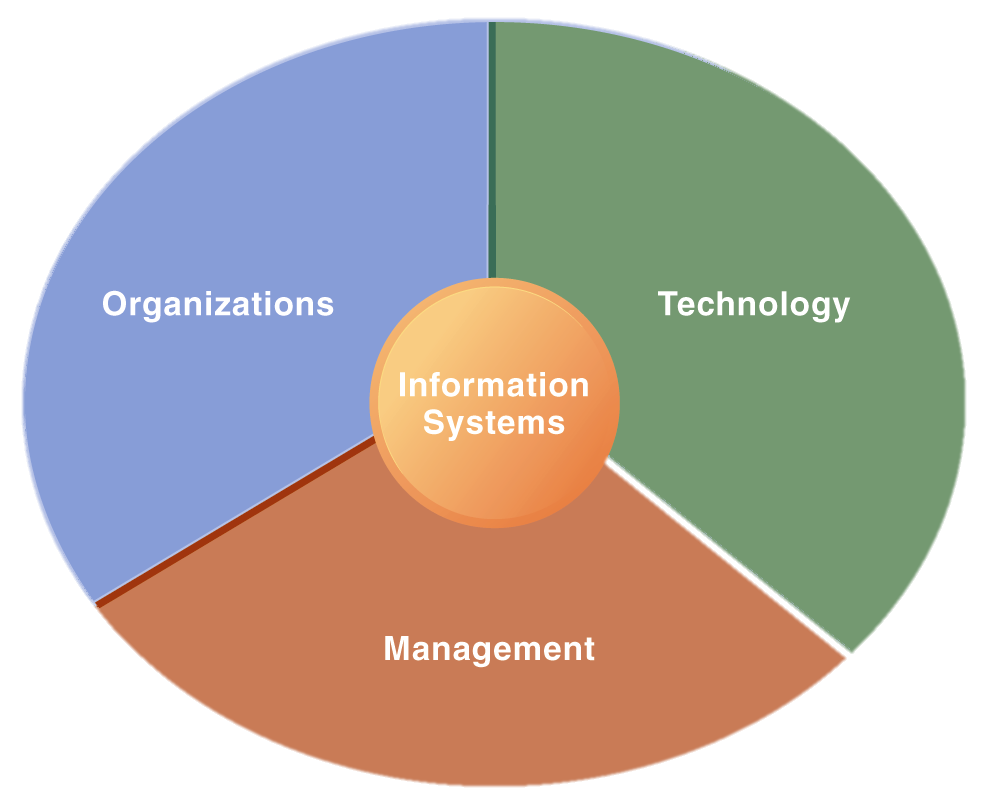 Organizations
Technology
Information
Systems
Management